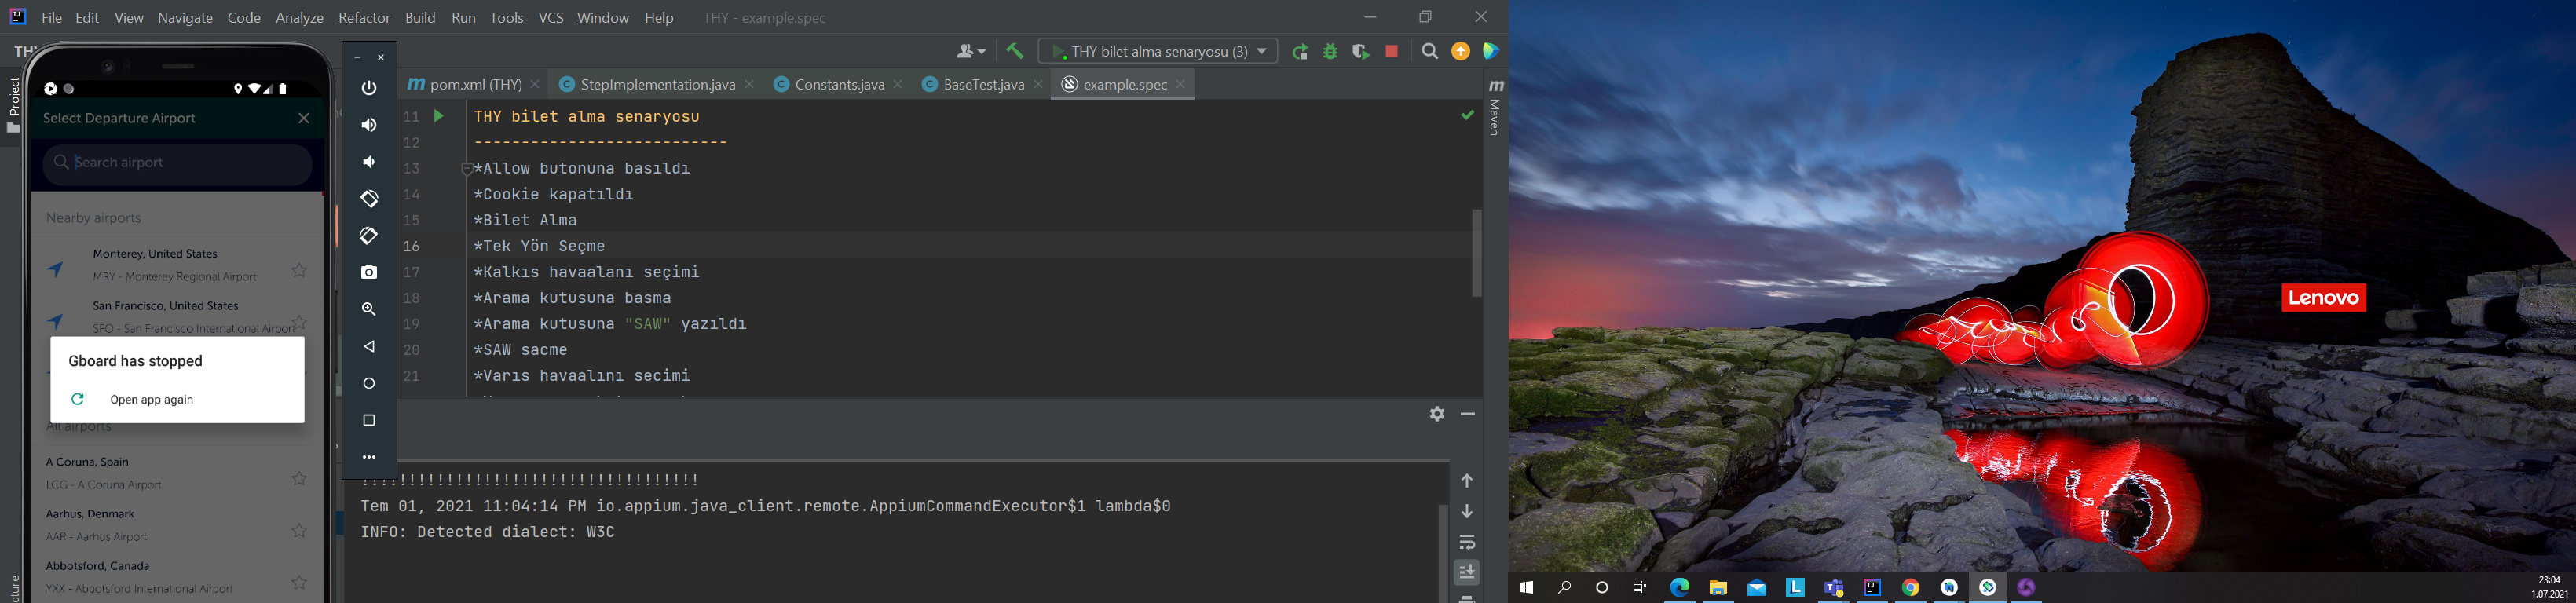 File Edit View Navigate Code Analyze Refactor Build Run Tools VCS Window Help THY - example.spec
THY bilet alma senaryosu (3)
Project
pom.xml (THY) StepImplementation.java Constants.java BaseTest.java example.spec
Maven
Select Departure Airport
Search airport
Nearby airports
Monterey, United States
MRY - Monterey Regional Airport
San Francisco, United States
SFO - San Francisco International Airport
Gboard has stopped
Open app again
All airports
A Coruna, Spain
LCG - A Coruna Airport
Aarhus, Denmark
AAR - Aarhus Airport
Abbotsford, Canada
YXX - Abbotsford International Airport
11 THY bilet alma senaryosu
12 ---------------------------
13 *Allow butonuna basıldı
14 *Cookie kapatıldı
15 *Bilet Alma
16 *Tek Yön Seçme
17 *Kalkıs havaalanı seçimi
18 *Arama kutusuna basma
19 *Arama kutusuna "SAW" yazıldı
20 *SAW sacme
21 *Varıs havaalını secimi
!!!!!!!!!!!!!!!!!!!!!!!!!!!!!!!!!!!!
Tem 01, 2021 11:04:14 PM io.appium.java_client.remote.AppiumCommandExecutor$1 lambda$0
INFO: Detected dialect: W3C
Lenovo
23:04
1.07.2021